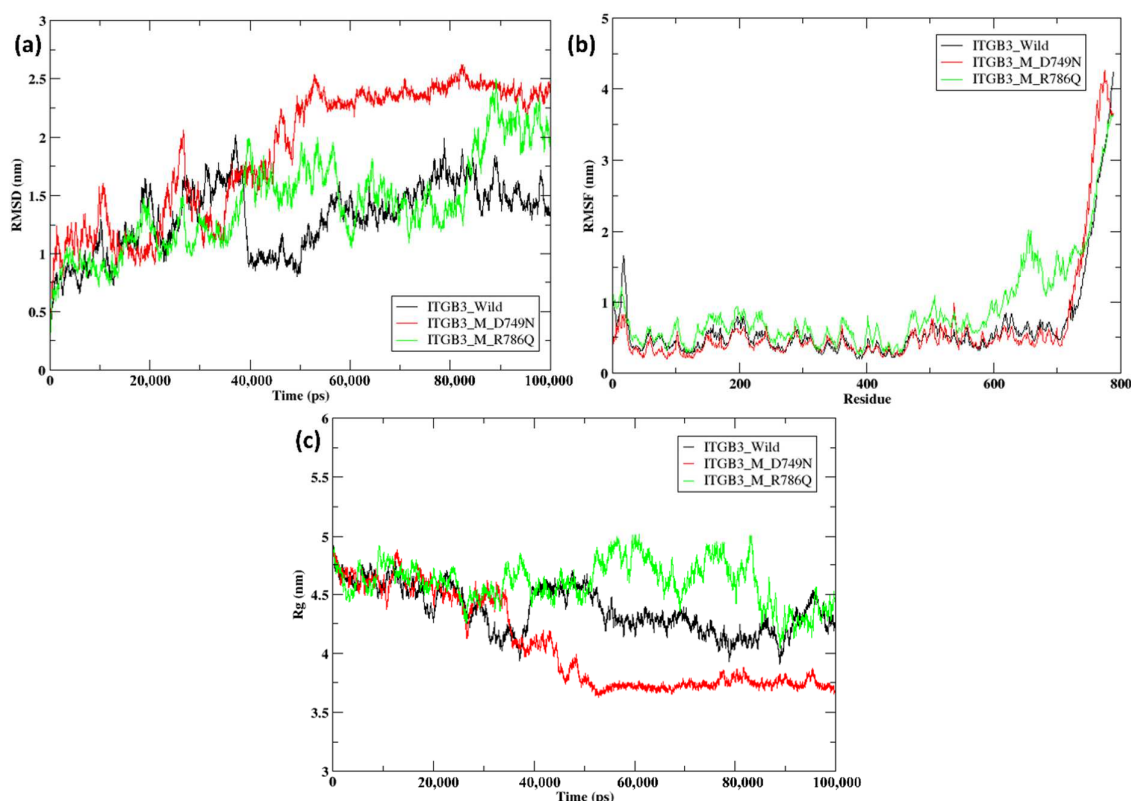 (a)
3
2.5
2
1.5
1
0.5
0
RMSD (nm)
ITGB3_Wild
ITGB3_M_D749N
ITGB3_M_R786Q
0
20,000
40,000
60,000
80,000
100,000
Time (ps)
(b)
5
4
3
2
1
0
RMSF (nm)
ITGB3_Wild
ITGB3_M_D749N
ITGB3_M_R786Q
0
200
400
600
800
Residue
(c)
6
5.5
5
4.5
4
3.5
3
Rg (nm)
ITGB3_Wild
ITGB3_M_D749N
ITGB3_M_R786Q
0
20,000
40,000
60,000
80,000
100,000
Time (ps)